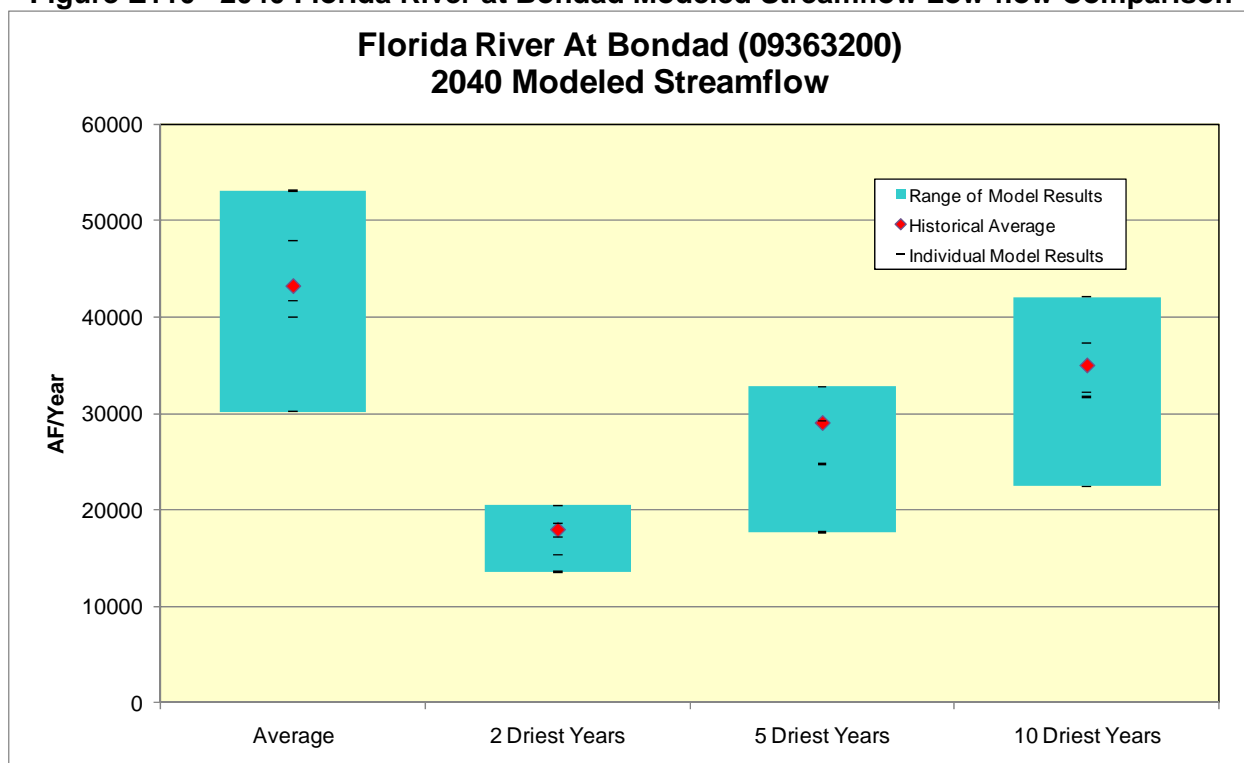 Florida River At Bondad (09363200)
2040 Modeled Streamflow
60000
50000
40000
30000
20000
10000
0
AF/Year
Range of Model Results
Historical Average
Individual Model Results
Average
2 Driest Years
5 Driest Years
10 Driest Years